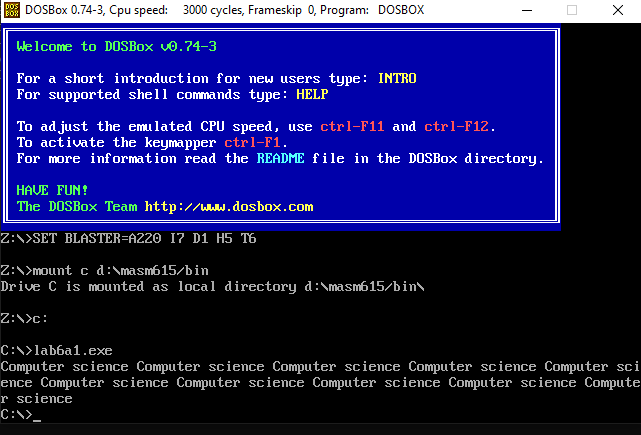 DOSBox 0.74-3, Cpu speed:    3000 cycles, Frameskip  0, Program:   DOSBOX
Welcome to DOSBox v0.74-3
For a short introduction for new users type: INTRO
For supported shell commands type: HELP
To adjust the emulated CPU speed, use ctrl-F11 and ctrl-F12.
To activate the keymapper ctrl-F1.
For more information read the README file in the DOSBox directory.
HAVE FUN!
The DOSBox Team http://www.dosbox.com
Z:\>SET BLASTER=A220 I7 D1 H5 T6
Z:\>mount c d:\masm615/bin
Drive C is mounted as local directory d:\masm615/bin\
Z:\>c:
C:\>lab6a1.exe
Computer science Computer science Computer science Computer science Computer sci
ence Computer science Computer science Computer science Computer science Compute
r science
C:\>_